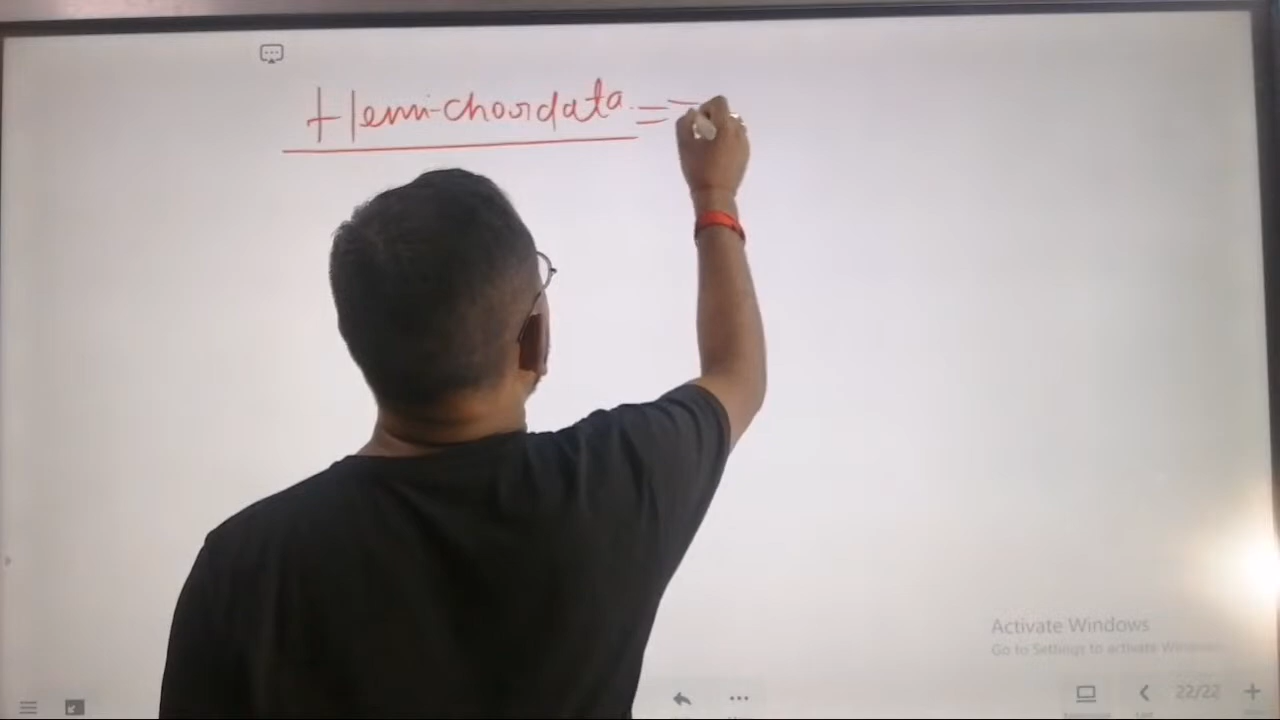 Hemi-chordata =
Activate Windows
Go to Settings to activate Windows
22/22